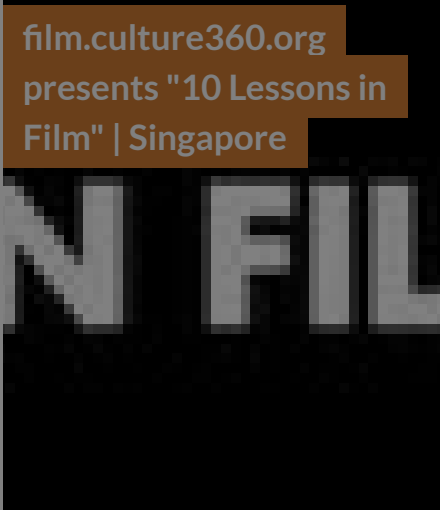 film.culture360.org
presents "10 Lessons in
Film" | Singapore
N FIL